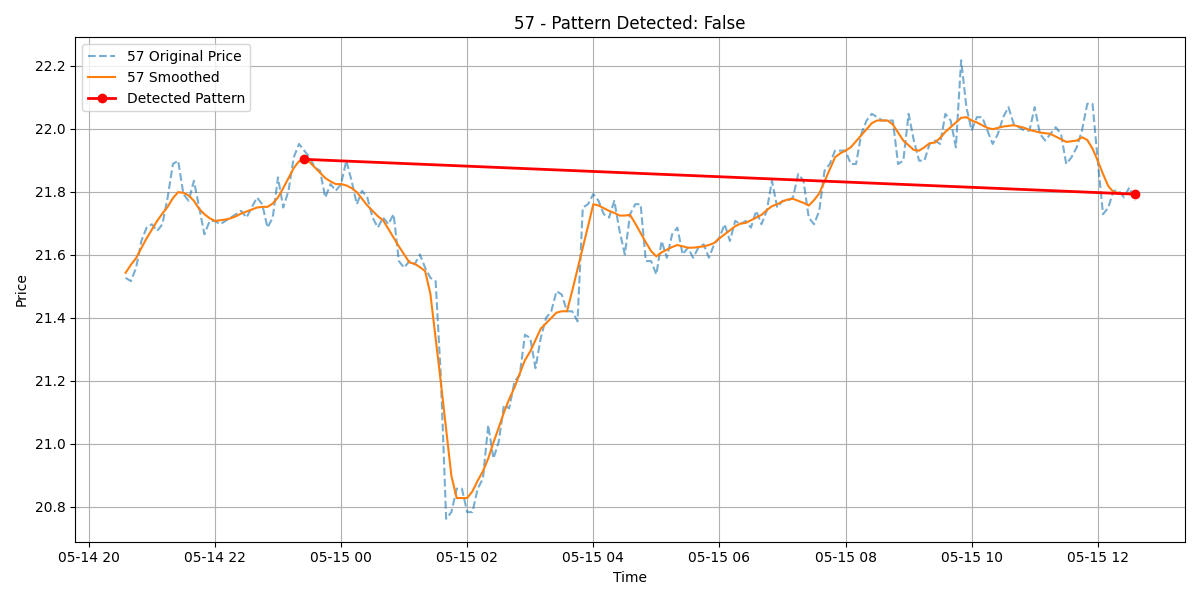 57 - Pattern Detected: False
57 Original Price
57 Smoothed
Detected Pattern
Price
22.2
22.0
21.8
21.6
21.4
21.2
21.0
20.8
05-14 20 05-14 22 05-15 00 05-15 02 05-15 04 05-15 06 05-15 08 05-15 10 05-15 12
Time